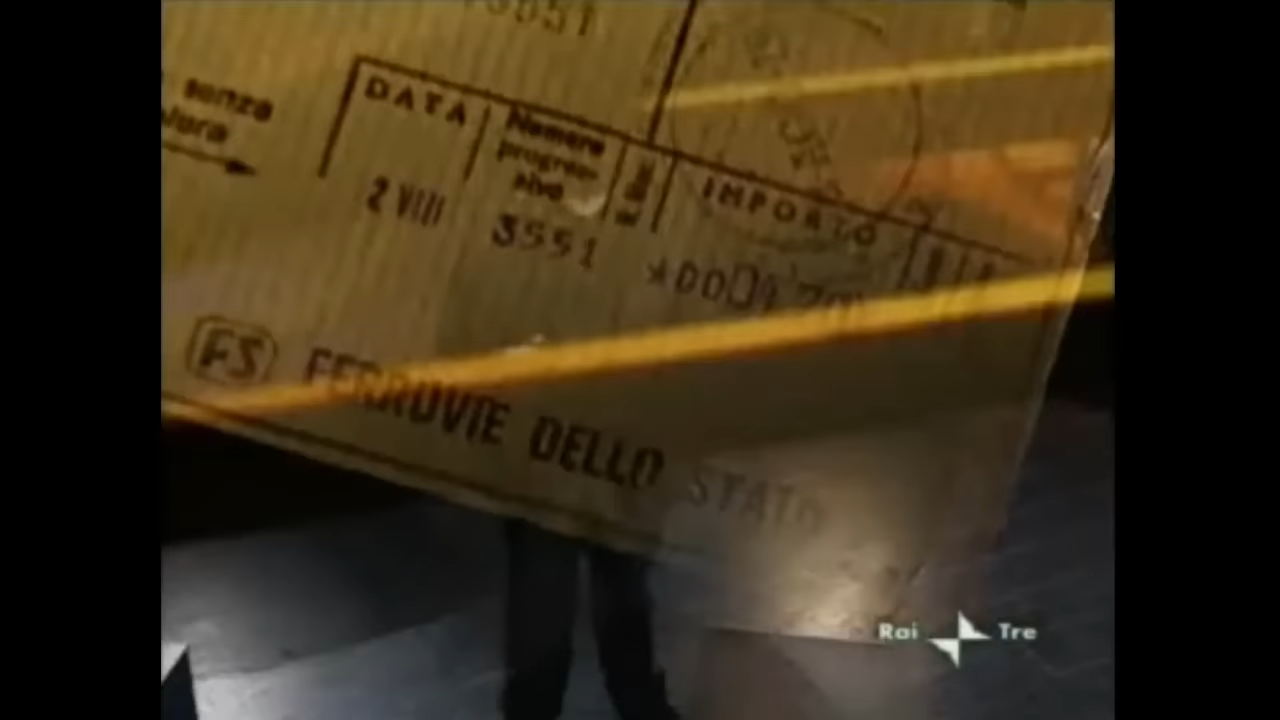 senza
DATA
Numero
progres-
sivo
IMPORTO
2 VIII
3551
FS FERROVIE DELLO STATO
Rai Tre